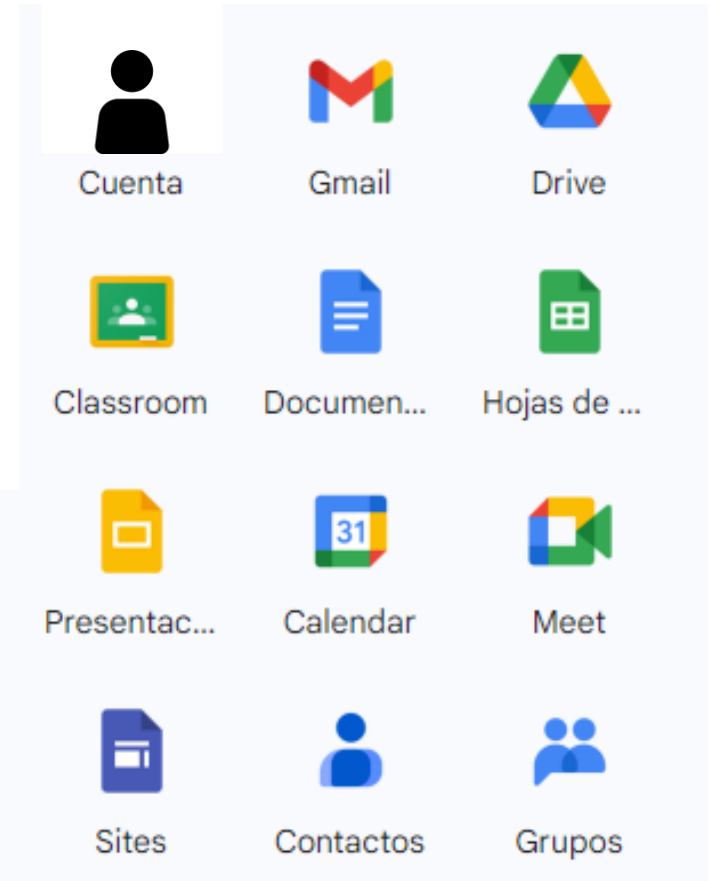 Cuenta Gmail Drive
Classroom Documen... Hojas de ...
Presentac... 31 Calendar Meet
Sites Contactos Grupos